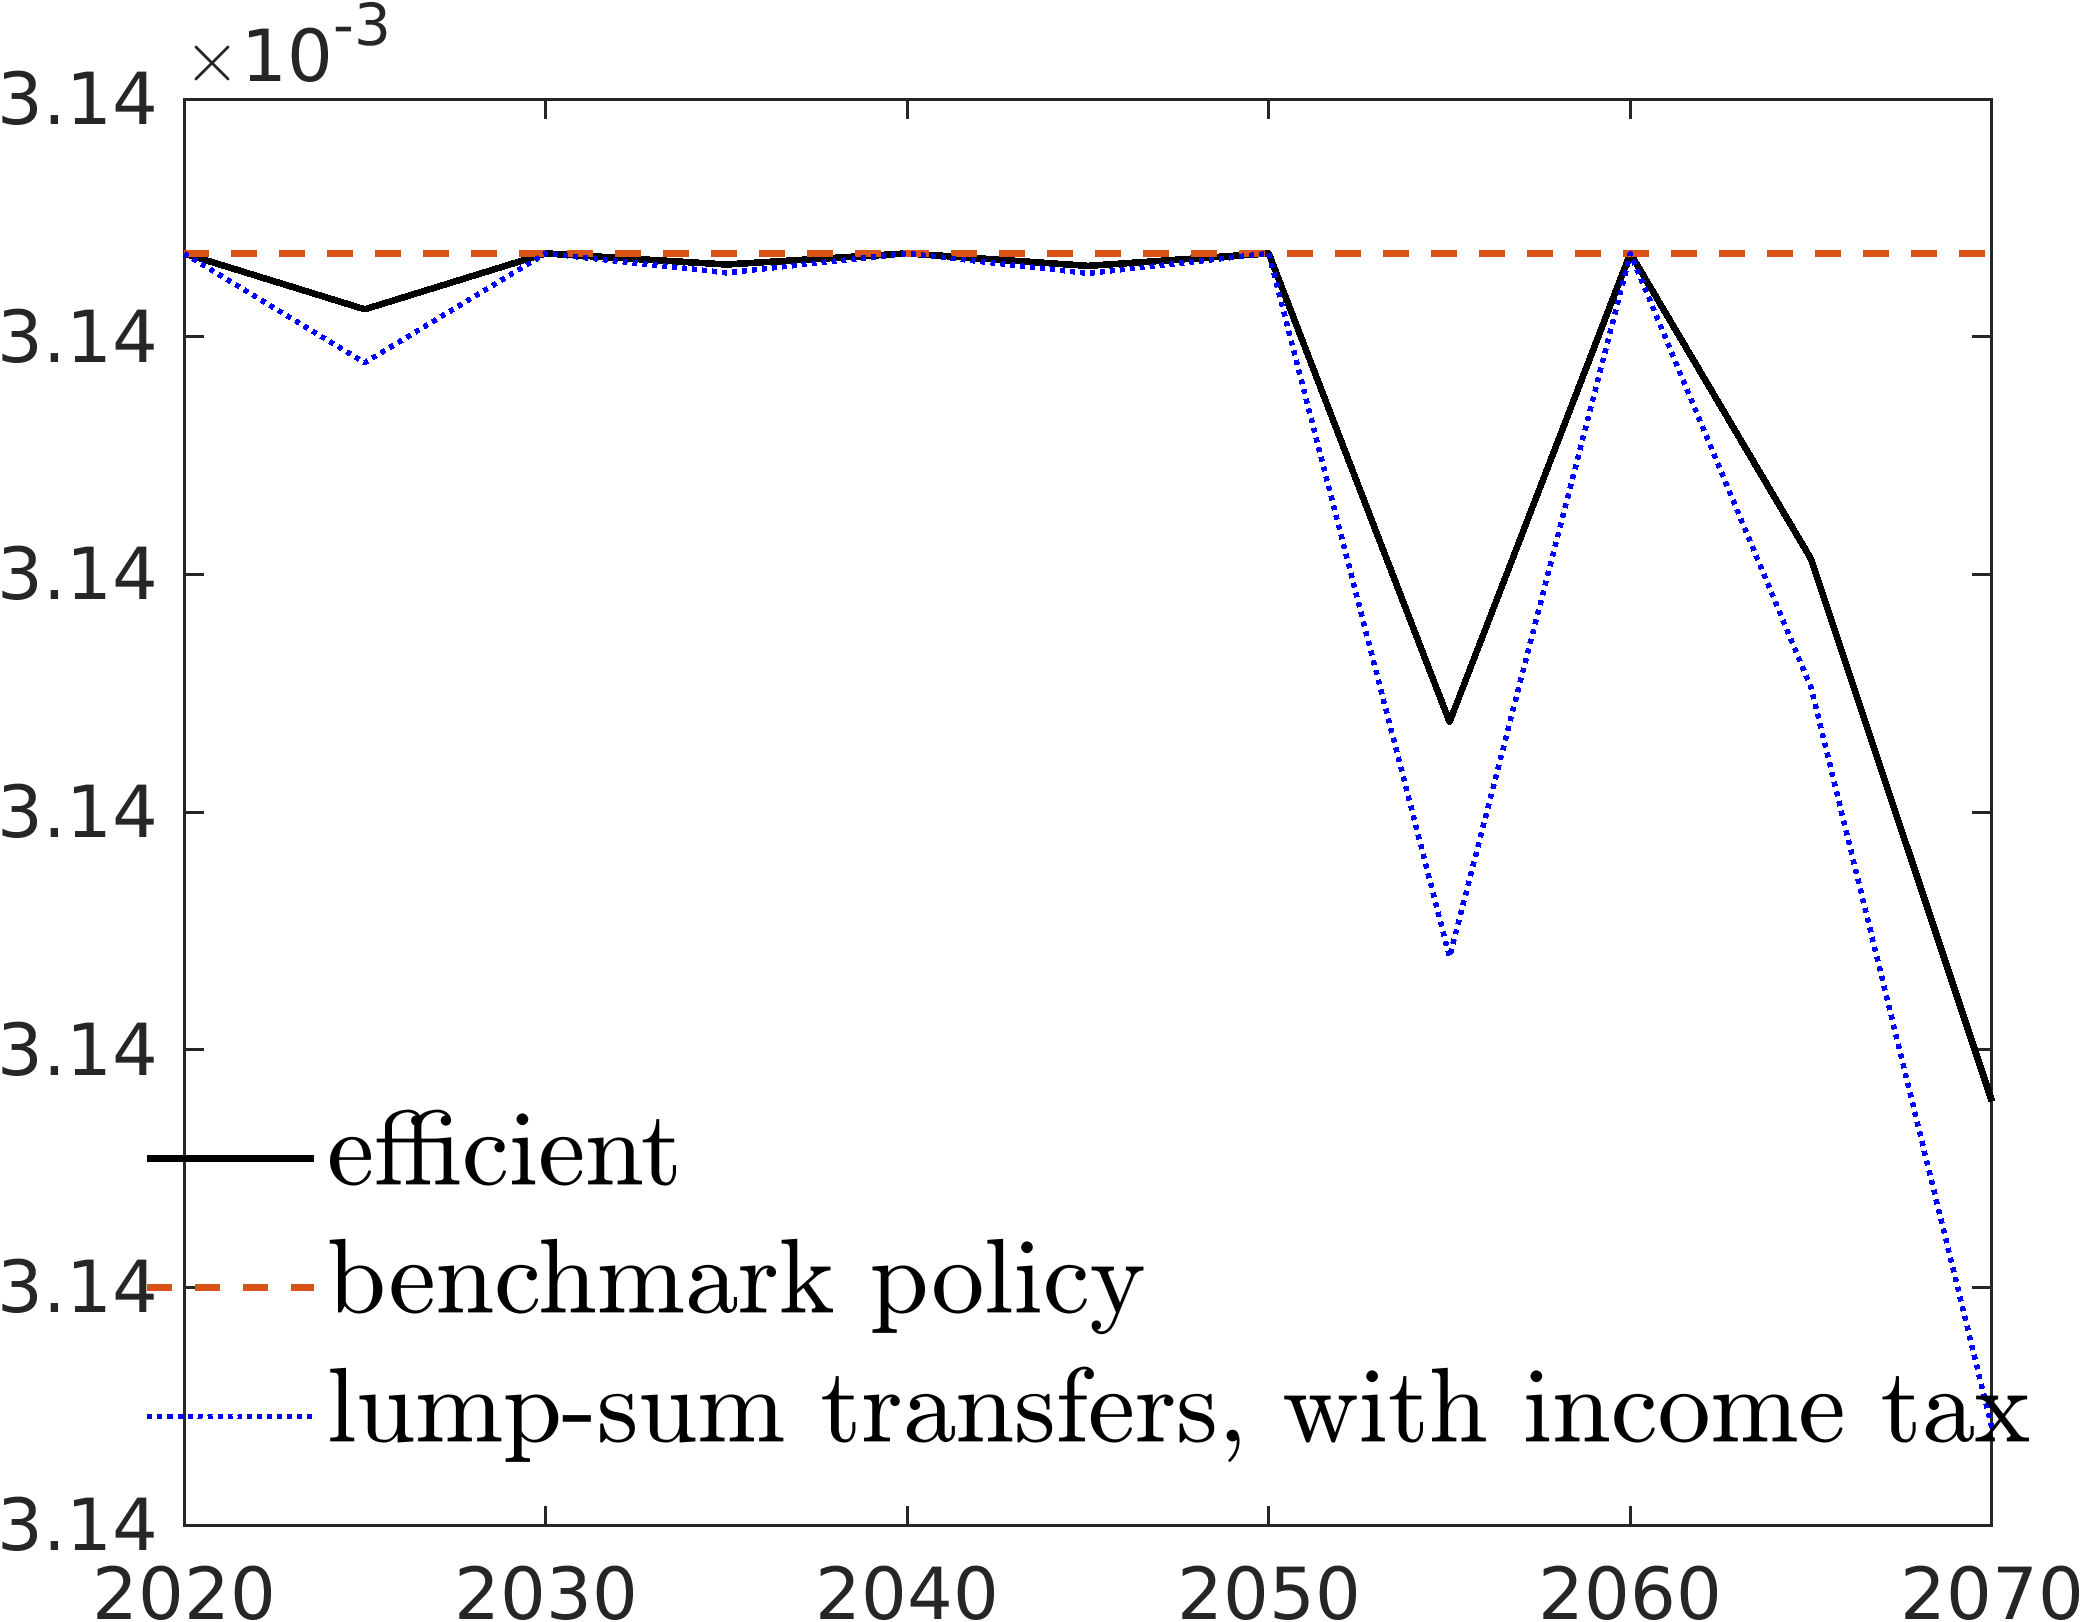 ×10-3
3.14
3.14
3.14
3.14
3.14
3.14
3.14
efficient
benchmark policy
lump-sum transfers, with income tax
2020 2030 2040 2050 2060 2070